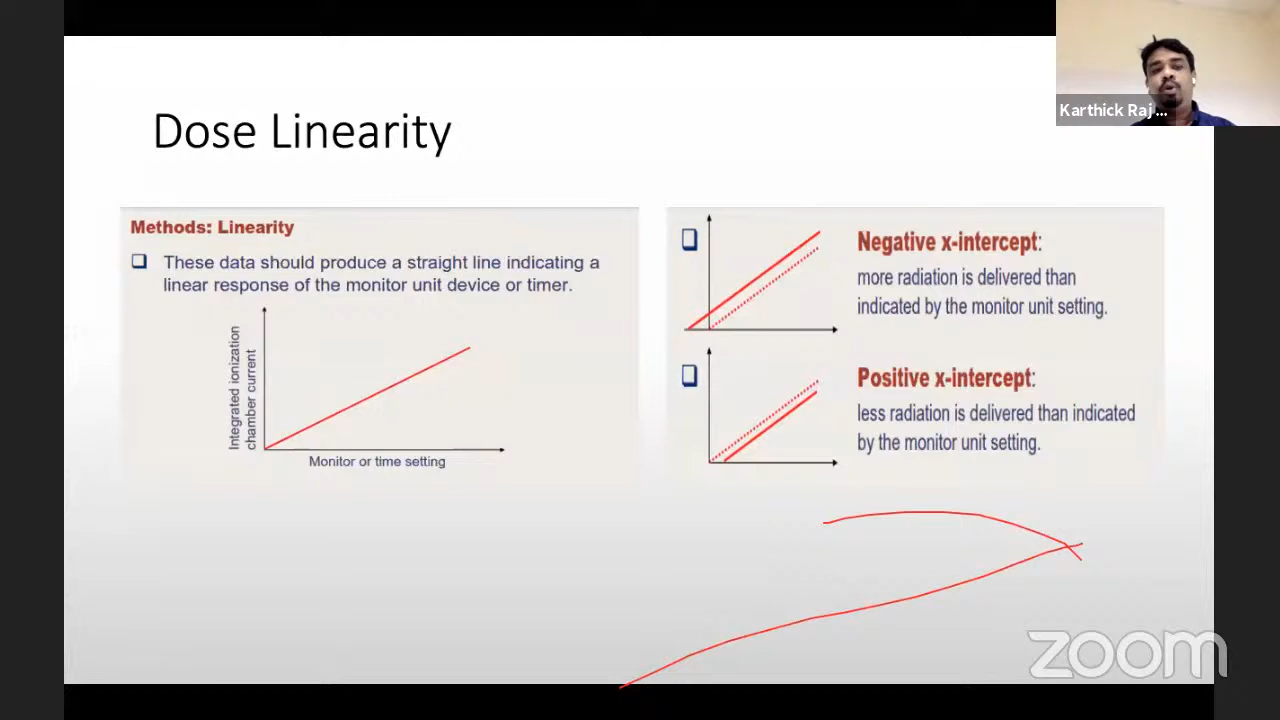 Karthick Raj ...
Dose Linearity
Methods: Linearity
These data should produce a straight line indicating a
linear response of the monitor unit device or timer.
Integrated ionization
chamber current
Monitor or time setting
Negative x-intercept:
more radiation is delivered than
indicated by the monitor unit setting.
Positive x-intercept:
less radiation is delivered than indicated
by the monitor unit setting.
zoom